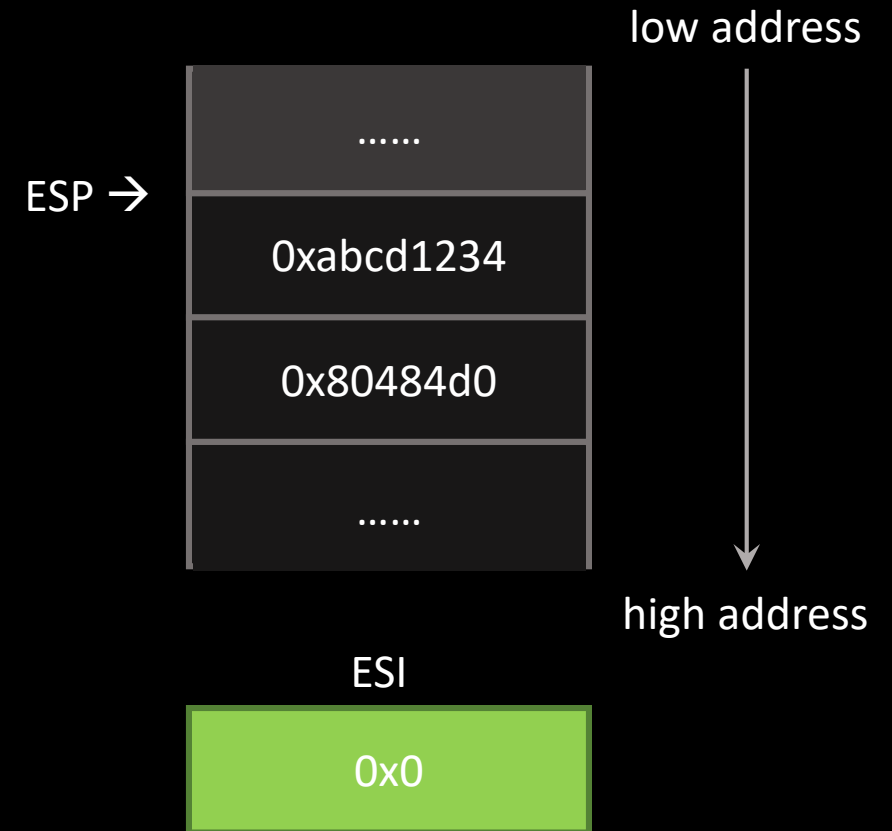 low address
……
ESP →
0xabcd1234
0x80484d0
……
high address
ESI
0x0